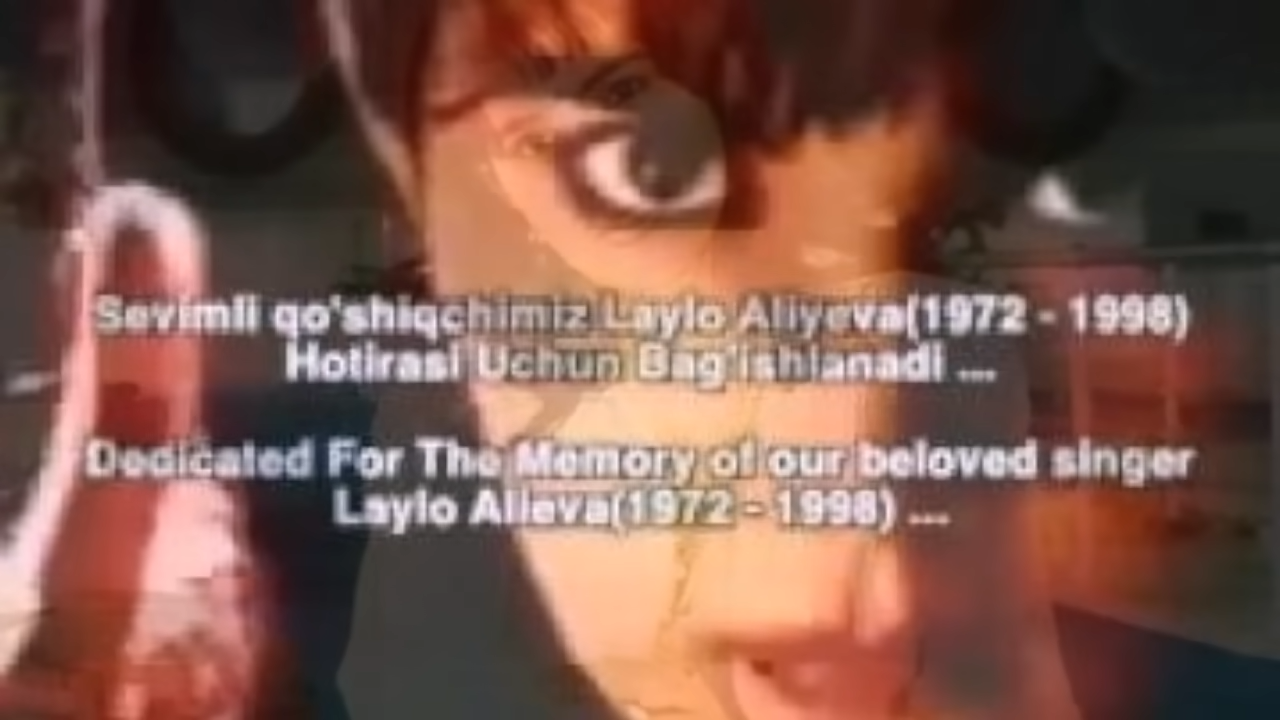 Sevimli qo'shiqchimiz Laylo Aliyeva(1972 - 1998)
Hotirasi Uchun Bag'ishlanadi ...
Dedicated For The Memory of our beloved singer
Laylo Alieva(1972 - 1998) ...